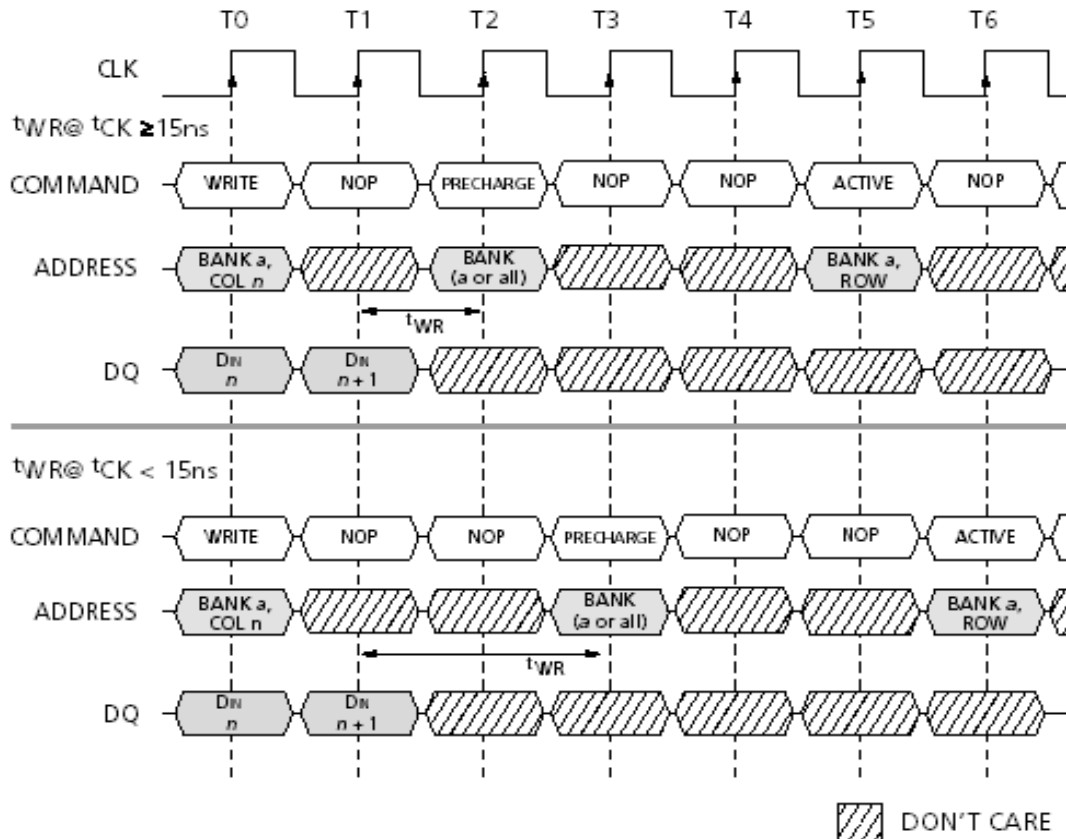 T0 T1 T2 T3 T4 T5 T6
CLK
tWR@ tCK ≥15ns
COMMAND WRITE NOP PRECHARGE NOP NOP ACTIVE NOP
ADDRESS BANK a, COL n BANK (a or all) BANK a, ROW
tWR
DQ DIN n DIN n + 1
tWR@ tCK < 15ns
COMMAND WRITE NOP NOP PRECHARGE NOP NOP ACTIVE
ADDRESS BANK a, COL n BANK (a or all) BANK a, ROW
tWR
DQ DIN n DIN n + 1
DON'T CARE